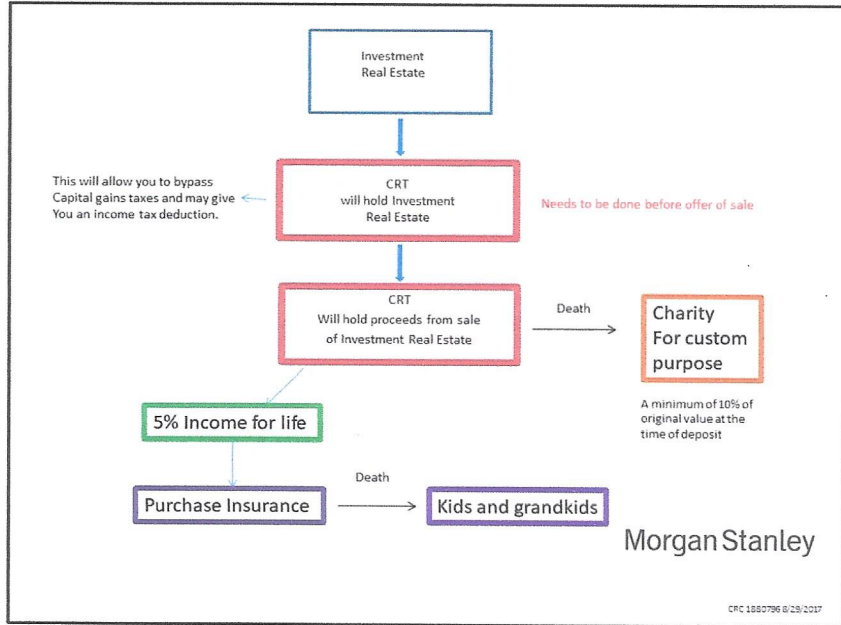 Investment
Real Estate
This will allow you to bypass
Capital gains taxes and may give
You an income tax deduction.
CRT
will hold Investment
Real Estate
Needs to be done before offer of sale
CRT
Will hold proceeds from sale
of Investment Real Estate
Death
Charity
For custom
purpose
A minimum of 10% of
original value at the
time of deposit
5% Income for life
Purchase Insurance
Death
Kids and grandkids
Morgan Stanley
CRC 1880796 8/29/2017